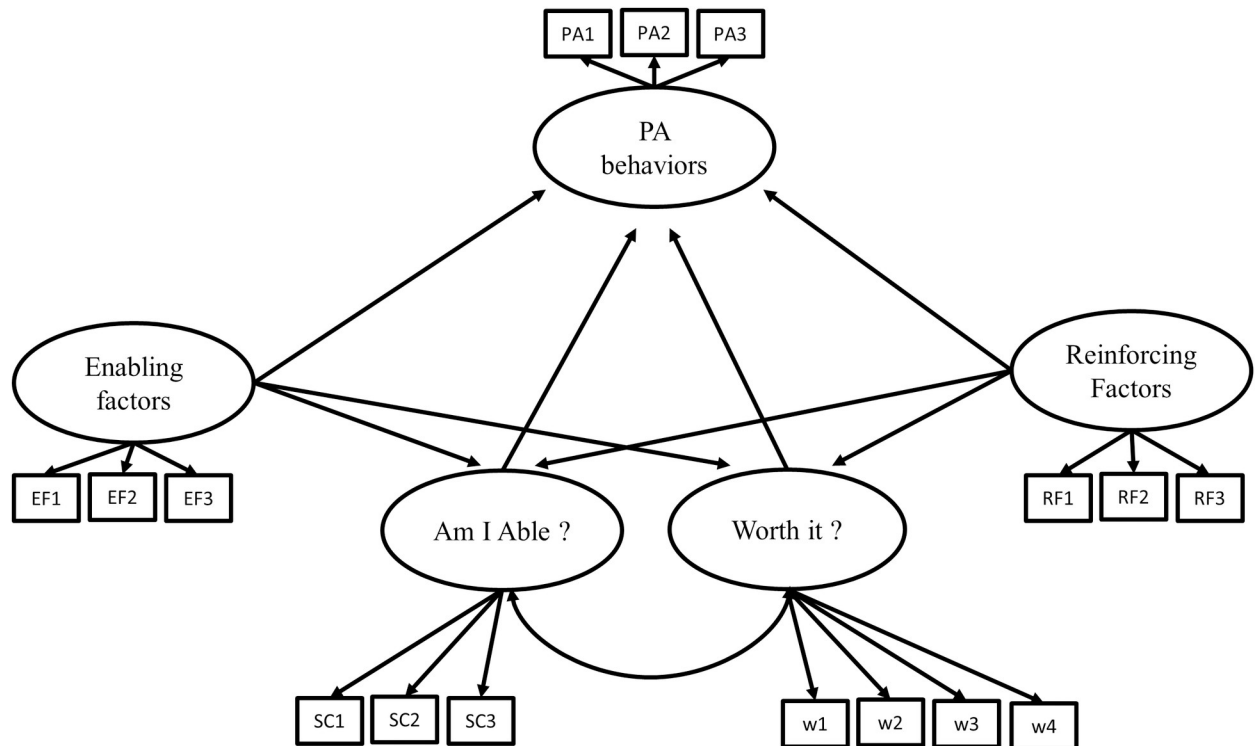 PA1
PA2
PA3
PA
behaviors
Enabling
factors
Reinforcing
Factors
EF1
EF2
EF3
RF1
RF2
RF3
Am I Able ?
Worth it ?
SC1
SC2
SC3
w1
w2
w3
w4